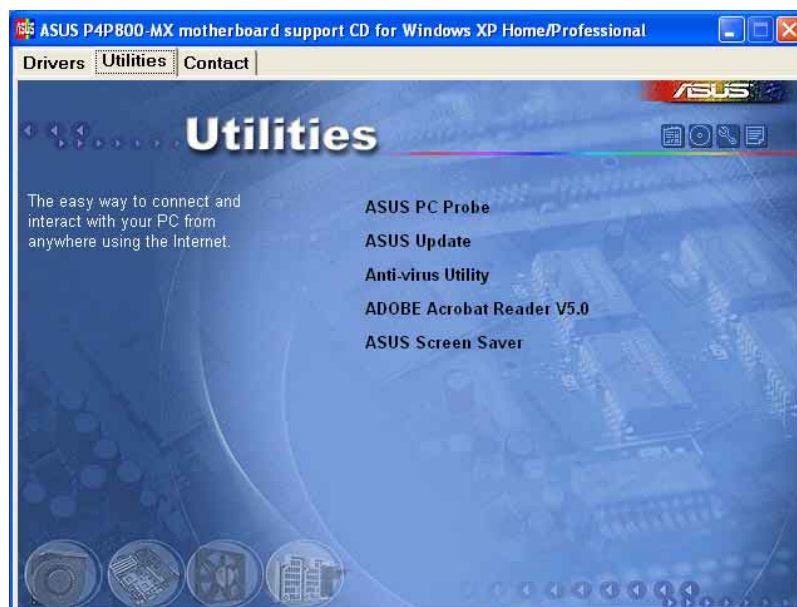 ASUS P4P800-MX motherboard support CD for Windows XP Home/Professional
Drivers Utilities Contact
ASUS
Utilities
The easy way to connect and
interact with your PC from
anywhere using the Internet.
ASUS PC Probe
ASUS Update
Anti-virus Utility
ADOBE Acrobat Reader V5.0
ASUS Screen Saver